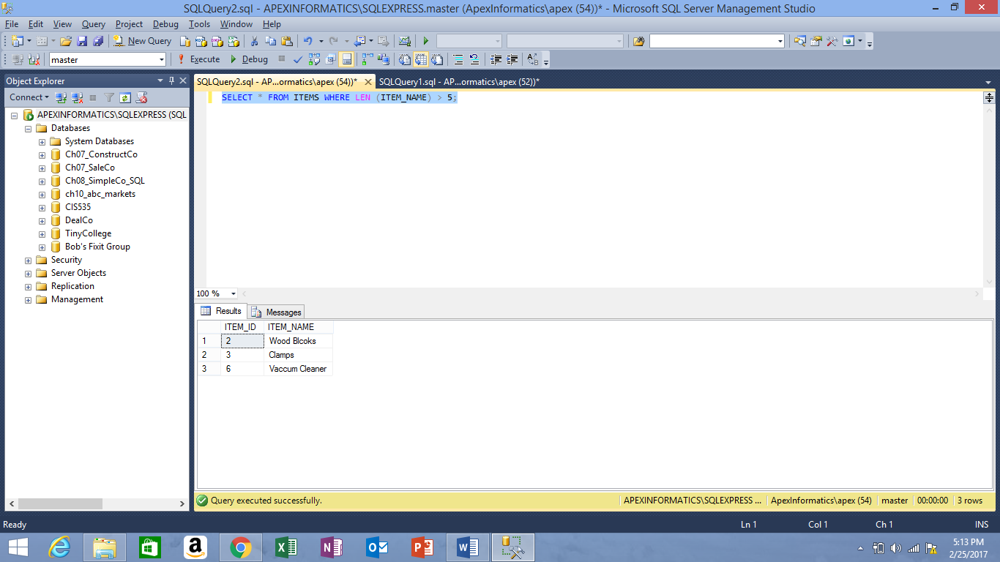 SQLQuery2.sql - APEXINFORMATICS\SQLEXPRESS.master (ApexInformatics\apex (54))* - Microsoft SQL Server Management Studio
File Edit View Query Project Debug Tools Window Help
New Query
master Execute Debug
Object Explorer
Connect
APEXINFORMATICS\SQLEXPRESS (SQL
Databases
System Databases
Ch07_ConstructCo
Ch07_SaleCo
Ch08_SimpleCo_SQL
ch10_abc_markets
CIS535
DealCo
TinyCollege
Bob's Fixit Group
Security
Server Objects
Replication
Management
SQLQuery2.sql - AP...ormatics\apex (54))* SQLQuery1.sql - AP...ormatics\apex (52))*
SELECT * FROM ITEMS WHERE LEN (ITEM_NAME) > 5;
100 %
Results Messages
ITEM_ID ITEM_NAME
1 2 Wood Blcoks
2 3 Clamps
3 6 Vaccum Cleaner
Query executed successfully. APEXINFORMATICS\SQLEXPRESS ... ApexInformatics\apex (54) master 00:00:00 3 rows
Ready Ln 1 Col 1 Ch 1 INS
5:13 PM
2/25/2017